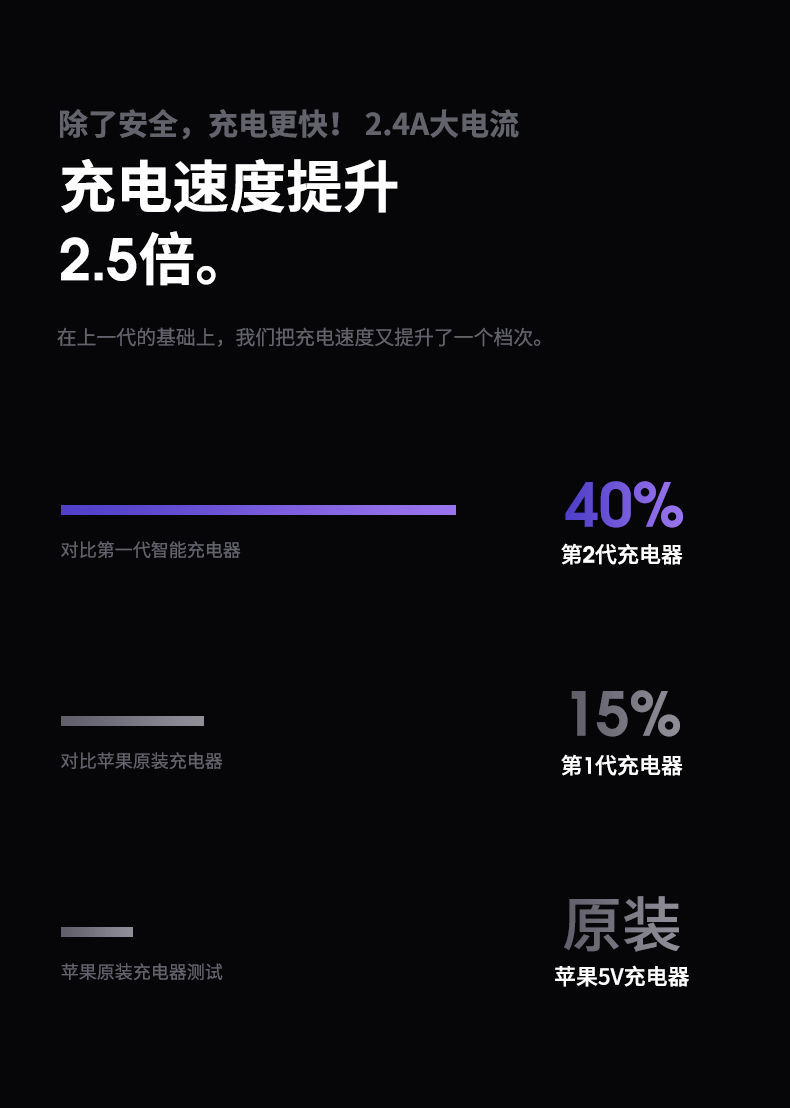 除了安全，充电更快！ 2.4A大电流
充电速度提升
2.5倍。
在上一代的基础上，我们把充电速度又提升了一个档次。
40%
对比第一代智能充电器
第2代充电器
15%
对比苹果原装充电器
第1代充电器
原装
苹果原装充电器测试
苹果5V充电器